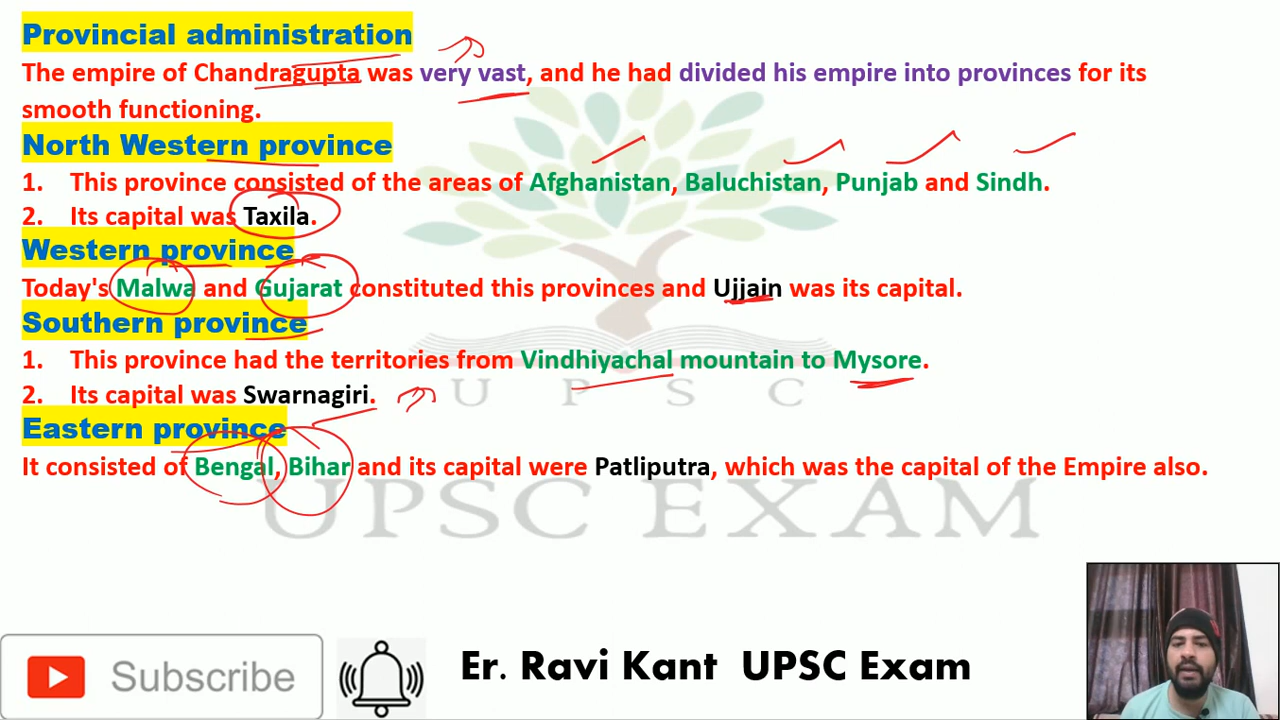 Provincial administration
The empire of Chandragupta was very vast, and he had divided his empire into provinces for its
smooth functioning.
North Western province
1. This province consisted of the areas of Afghanistan, Baluchistan, Punjab and Sindh.
2. Its capital was Taxila.
Western province
Today's Malwa and Gujarat constituted this provinces and Ujjain was its capital.
Southern province
1. This province had the territories from Vindhiyachal mountain to Mysore.
2. Its capital was Swarnagiri.
UPSC
Eastern province
It consisted of Bengal, Bihar and its capital were Patliputra, which was the capital of the Empire also.
UPSC EXAM
Subscribe
Er. Ravi Kant UPSC Exam